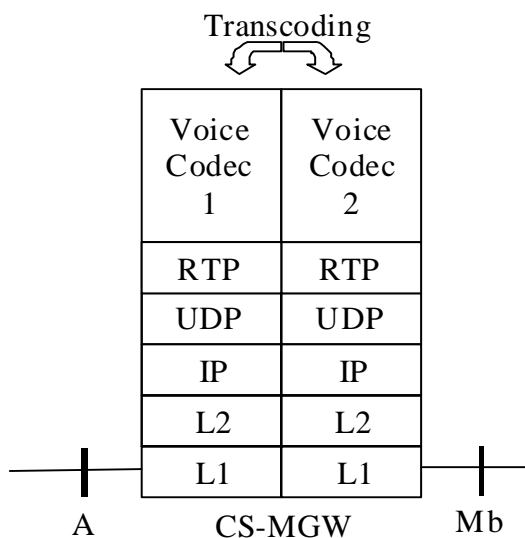 Transcoding
Voice Codec 1
Voice Codec 2
RTP RTP
UDP UDP
IP IP
L2 L2
L1 L1
A CS-MGW Mb